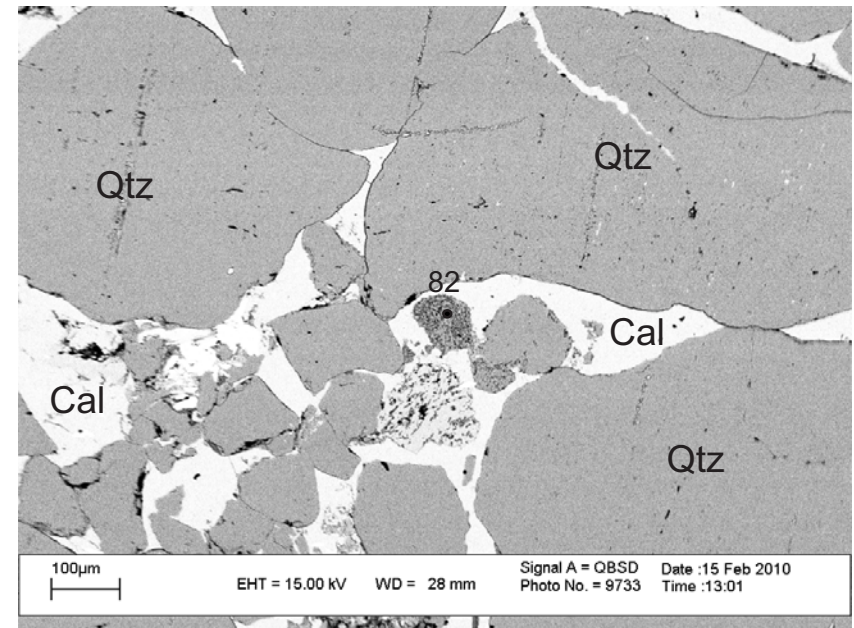 Qtz
Qtz
82
Cal
Cal
Qtz
100µm
EHT = 15.00 kV
WD = 28 mm
Signal A = QBSD
Photo No. = 9733
Date :15 Feb 2010
Time :13:01